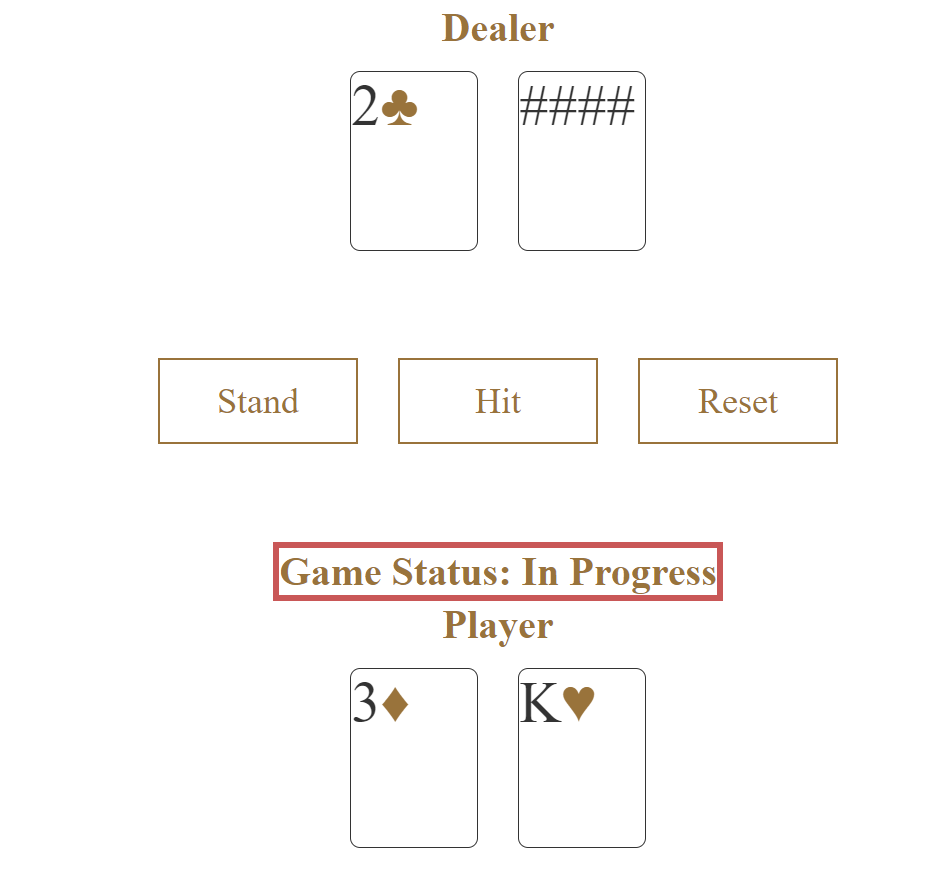 Dealer
2♣ ####
Stand Hit Reset
Game Status: In Progress
Player
3♦ K♥